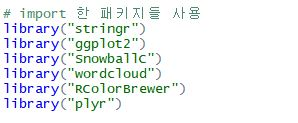 # import 한 패키지들 사용
library("stringr")
library("ggplot2")
library("SnowballC")
library("wordcloud")
library("RColorBrewer")
library("plyr")